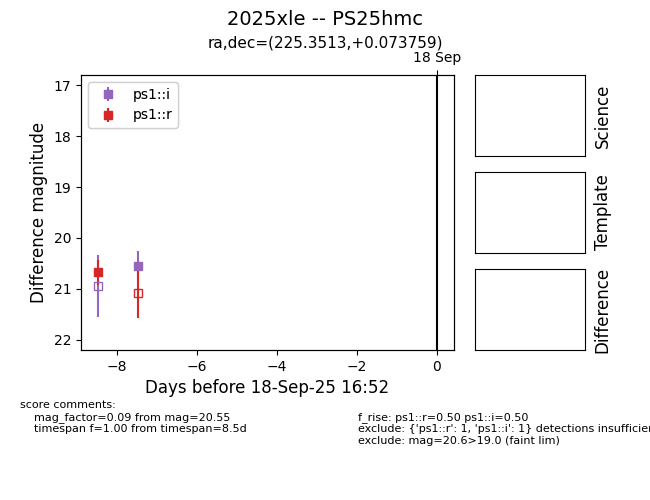 2025xle -- PS25hmc
ra,dec=(225.3513,+0.073759)
18 Sep
ps1::i
ps1::r
17
18
19
20
21
22
Difference magnitude
−8
−6
−4
−2
0
Days before 18-Sep-25 16:52
Science
Template
Difference
score comments:
mag_factor=0.09 from mag=20.55
timespan f=1.00 from timespan=8.5d
f_rise: ps1::r=0.50 ps1::i=0.50
exclude: {'ps1::r': 1, 'ps1::i': 1} detections insufficien
exclude: mag=20.6>19.0 (faint lim)